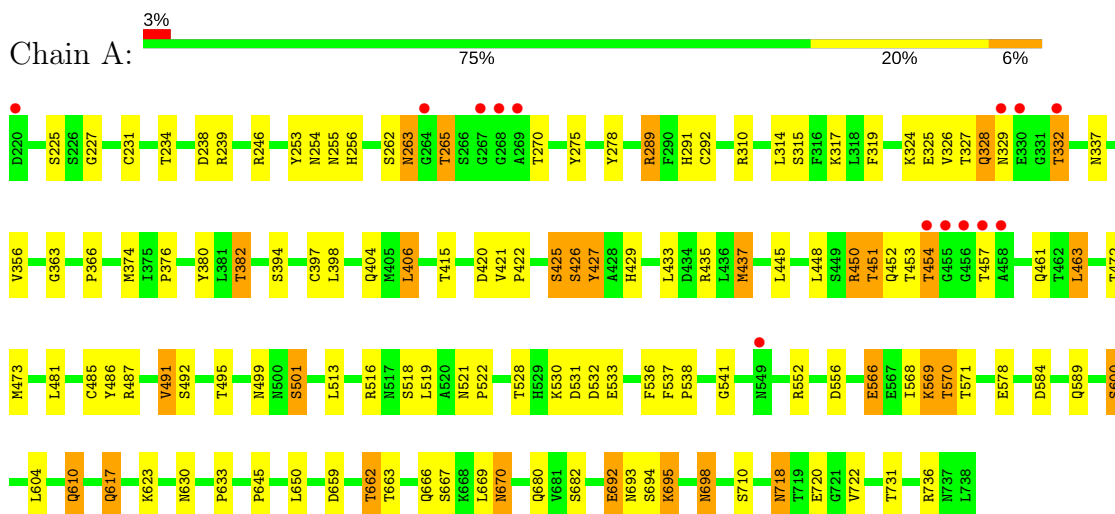 3%
Chain A:
75% 20% 6%
D220 S225 S226 G227 C231 T234 D238 R239 R246 Y253 N254 N255 H256 S262 N263 G264 T265 S266 G267 G268 A269 T270 Y275 Y278 R289 F290 H291 C292 R310 L314 S315 F316 K317 L318 F319 K324 E325 V326 T327 Q328 N329 E330 G331 T332 N337
V356 G363 P366 M374 I375 P376 Y380 L381 T382 S394 C397 L398 Q404 M405 L406 T415 D420 V421 P422 S425 S426 Y427 A428 H429 L433 D434 R435 L436 M437 L445 L448 S449 R450 T451 Q452 T453 T454 G455 G456 T457 A458 Q461 T462 L463 T472
M473 L481 C485 Y486 R487 V491 S492 T495 N499 N500 S501 L513 R516 N517 S518 L519 A520 N521 P522 T528 H529 K530 D531 D532 E533 F536 F537 P538 G541 N549 R552 D556 E566 E567 I568 K569 T570 T571 E578 D584 Q589
L604 Q610 Q617 K623 N630 P633 P645 L650 D659 T662 T663 Q666 S667 K668 L669 N670 Q680 V681 S682 E692 N693 S694 K695 N698 S710 N718 T719 E720 G721 V722 T731 R736 N737 L738